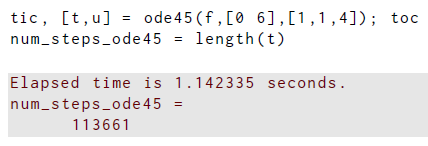 tic, [t,u] = ode45(f,[0 6],[1,1,4]); toc
num_steps_ode45 = length(t)
Elapsed time is 1.142335 seconds.
num_steps_ode45 =
113661